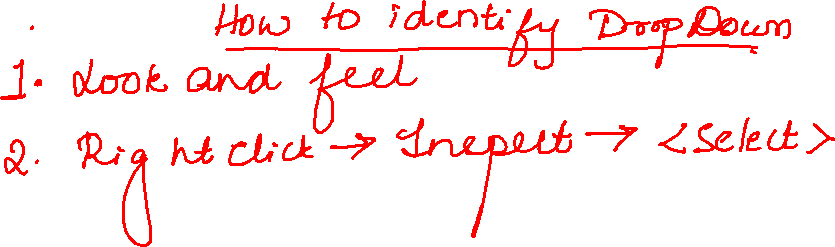 How to identify DropDown
1. Look and feel
2. Right click → Inspect → <Select>